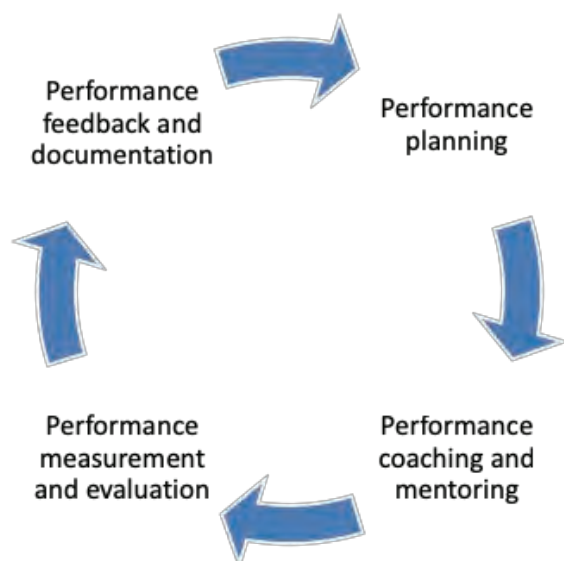 Performance
feedback and
documentation
Performance
planning
Performance
measurement
and evaluation
Performance
coaching and
mentoring